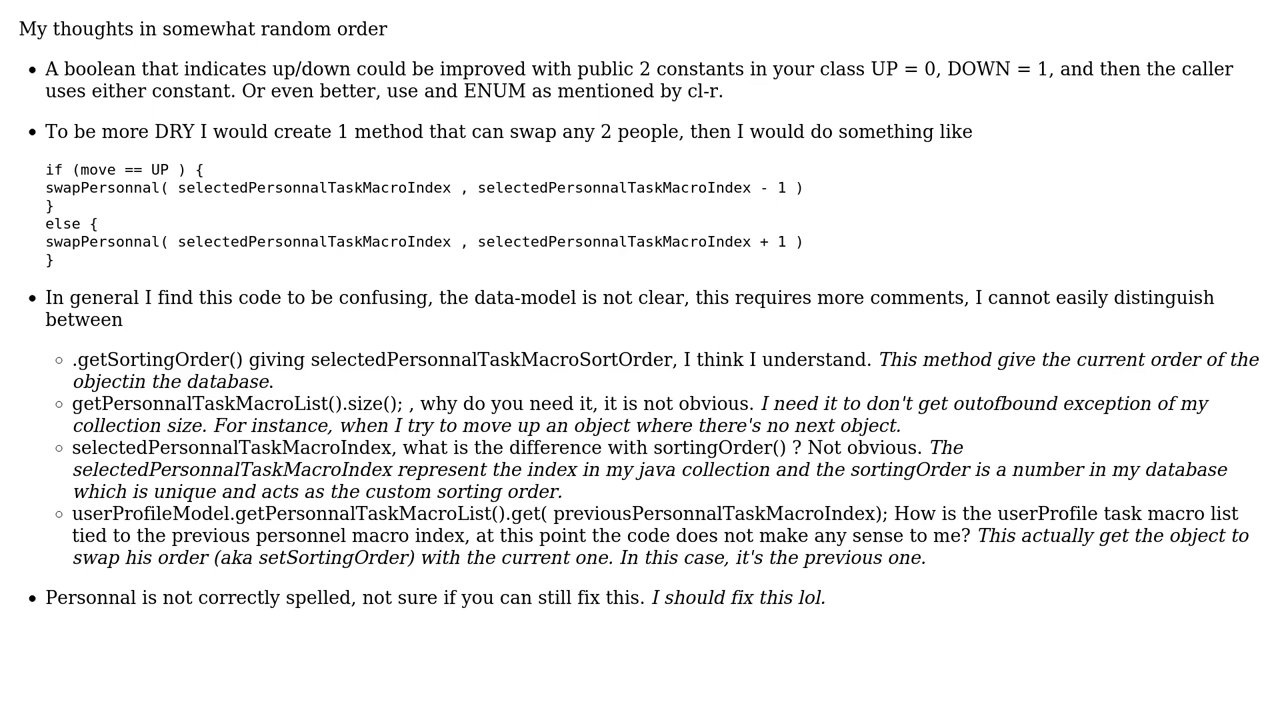 My thoughts in somewhat random order
A boolean that indicates up/down could be improved with public 2 constants in your class UP = 0, DOWN = 1, and then the caller
uses either constant. Or even better, use and ENUM as mentioned by cl-r.
To be more DRY I would create 1 method that can swap any 2 people, then I would do something like
if (move == UP ) {
swapPersonnal( selectedPersonnalTaskMacroIndex , selectedPersonnalTaskMacroIndex - 1 )
}
else {
swapPersonnal( selectedPersonnalTaskMacroIndex , selectedPersonnalTaskMacroIndex + 1 )
}
In general I find this code to be confusing, the data-model is not clear, this requires more comments, I cannot easily distinguish
between
.getSortingOrder() giving selectedPersonnalTaskMacroSortOrder, I think I understand. This method give the current order of the
objectin the database.
getPersonnalTaskMacroList().size(); , why do you need it, it is not obvious. I need it to don't get outofbound exception of my
collection size. For instance, when I try to move up an object where there's no next object.
selectedPersonnalTaskMacroIndex, what is the difference with sortingOrder() ? Not obvious. The
selectedPersonnalTaskMacroIndex represent the index in my java collection and the sortingOrder is a number in my database
which is unique and acts as the custom sorting order.
userProfileModel.getPersonnalTaskMacroList().get( previousPersonnalTaskMacroIndex); How is the userProfile task macro list
tied to the previous personnel macro index, at this point the code does not make any sense to me? This actually get the object to
swap his order (aka setSortingOrder) with the current one. In this case, it's the previous one.
Personnal is not correctly spelled, not sure if you can still fix this. I should fix this lol.